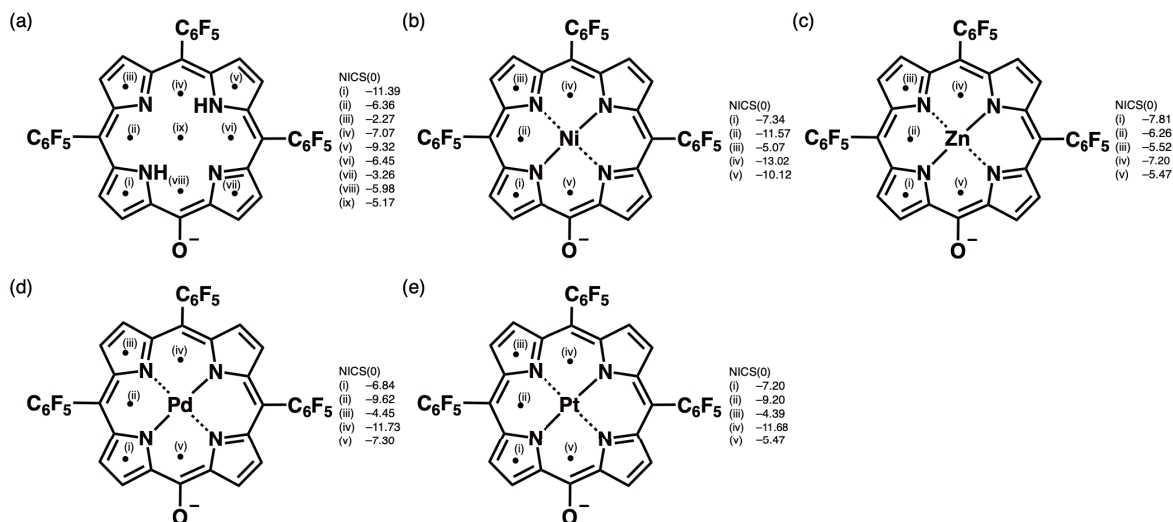 (a)
C6F5
(iii)
(iv)
(v)
N
HN
C6F5
(ii)
(ix)
(vi)
C6F5
NH
(viii)
N
(i)
(vii)
O−
NICS(0)
(i) −11.39
(ii) −6.36
(iii) −2.27
(iv) −7.07
(v) −9.32
(vi) −6.45
(vii) −3.26
(viii) −5.98
(ix) −5.17
(b)
C6F5
(iii)
(iv)
N
N
C6F5
(ii)
Ni
C6F5
N
N
(i)
(v)
O−
NICS(0)
(i) −7.34
(ii) −11.57
(iii) −5.07
(iv) −13.02
(v) −10.12
(c)
C6F5
(iii)
(iv)
N
N
C6F5
(ii)
Zn
C6F5
N
N
(i)
(v)
O−
NICS(0)
(i) −7.81
(ii) −6.26
(iii) −5.52
(iv) −7.20
(v) −5.47
(d)
C6F5
(iii)
(iv)
N
N
C6F5
(ii)
Pd
C6F5
N
N
(i)
(v)
O−
NICS(0)
(i) −6.84
(ii) −9.62
(iii) −4.45
(iv) −11.73
(v) −7.30
(e)
C6F5
(iii)
(iv)
N
N
C6F5
(ii)
Pt
C6F5
N
N
(i)
(v)
O−
NICS(0)
(i) −7.20
(ii) −9.20
(iii) −4.39
(iv) −11.68
(v) −5.47